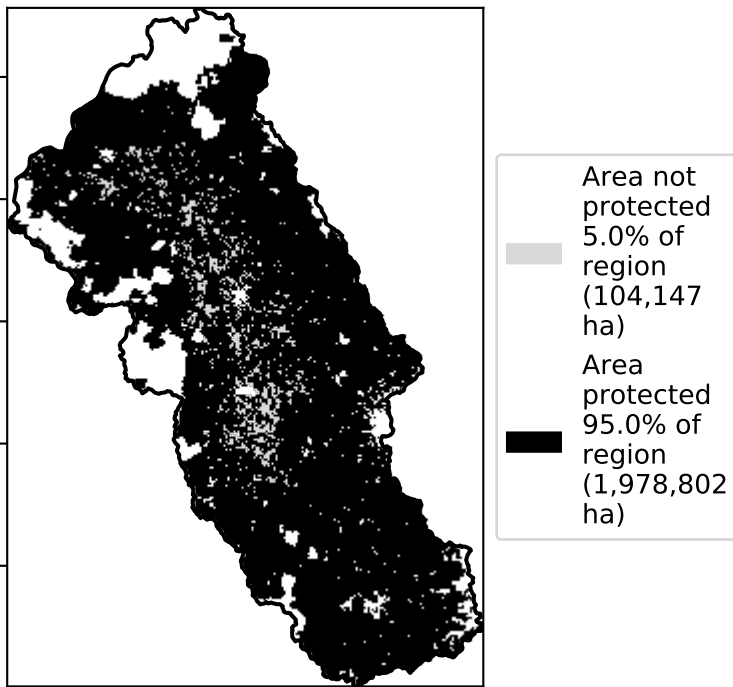 Area not
protected
5.0% of
region
(104,147
ha)
Area
protected
95.0% of
region
(1,978,802
ha)